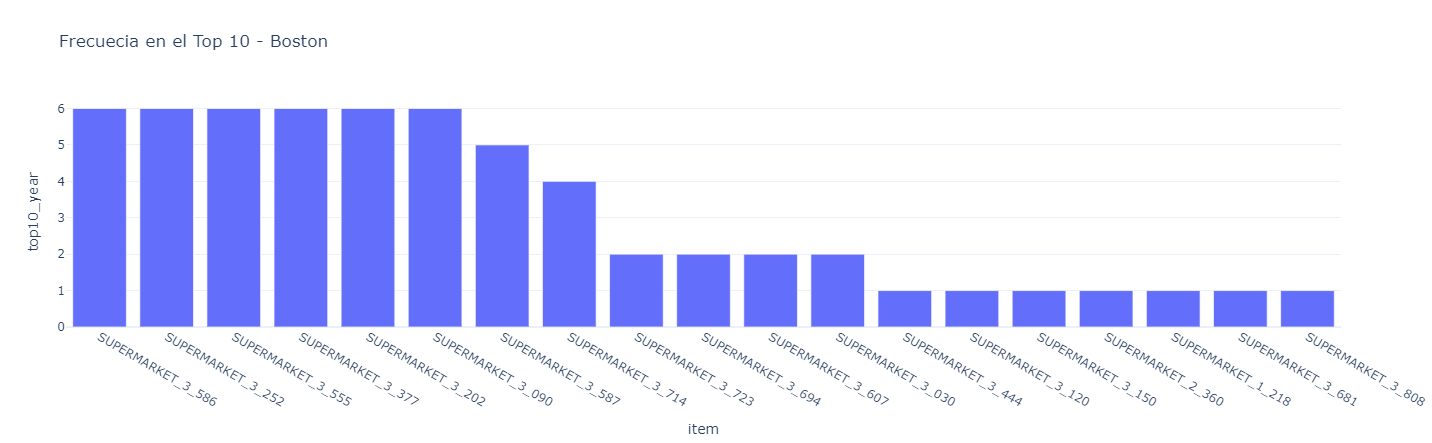 Frecuecia en el Top 10 - Boston
6
5
4
3
2
1
0
top10_year
SUPERMARKET_3_586
SUPERMARKET_3_252
SUPERMARKET_3_555
SUPERMARKET_3_377
SUPERMARKET_3_202
SUPERMARKET_3_090
SUPERMARKET_3_587
SUPERMARKET_3_714
SUPERMARKET_3_723
SUPERMARKET_3_694
SUPERMARKET_3_607
SUPERMARKET_3_030
SUPERMARKET_3_444
SUPERMARKET_3_120
SUPERMARKET_3_150
SUPERMARKET_2_360
SUPERMARKET_1_218
SUPERMARKET_3_681
SUPERMARKET_3_808
item